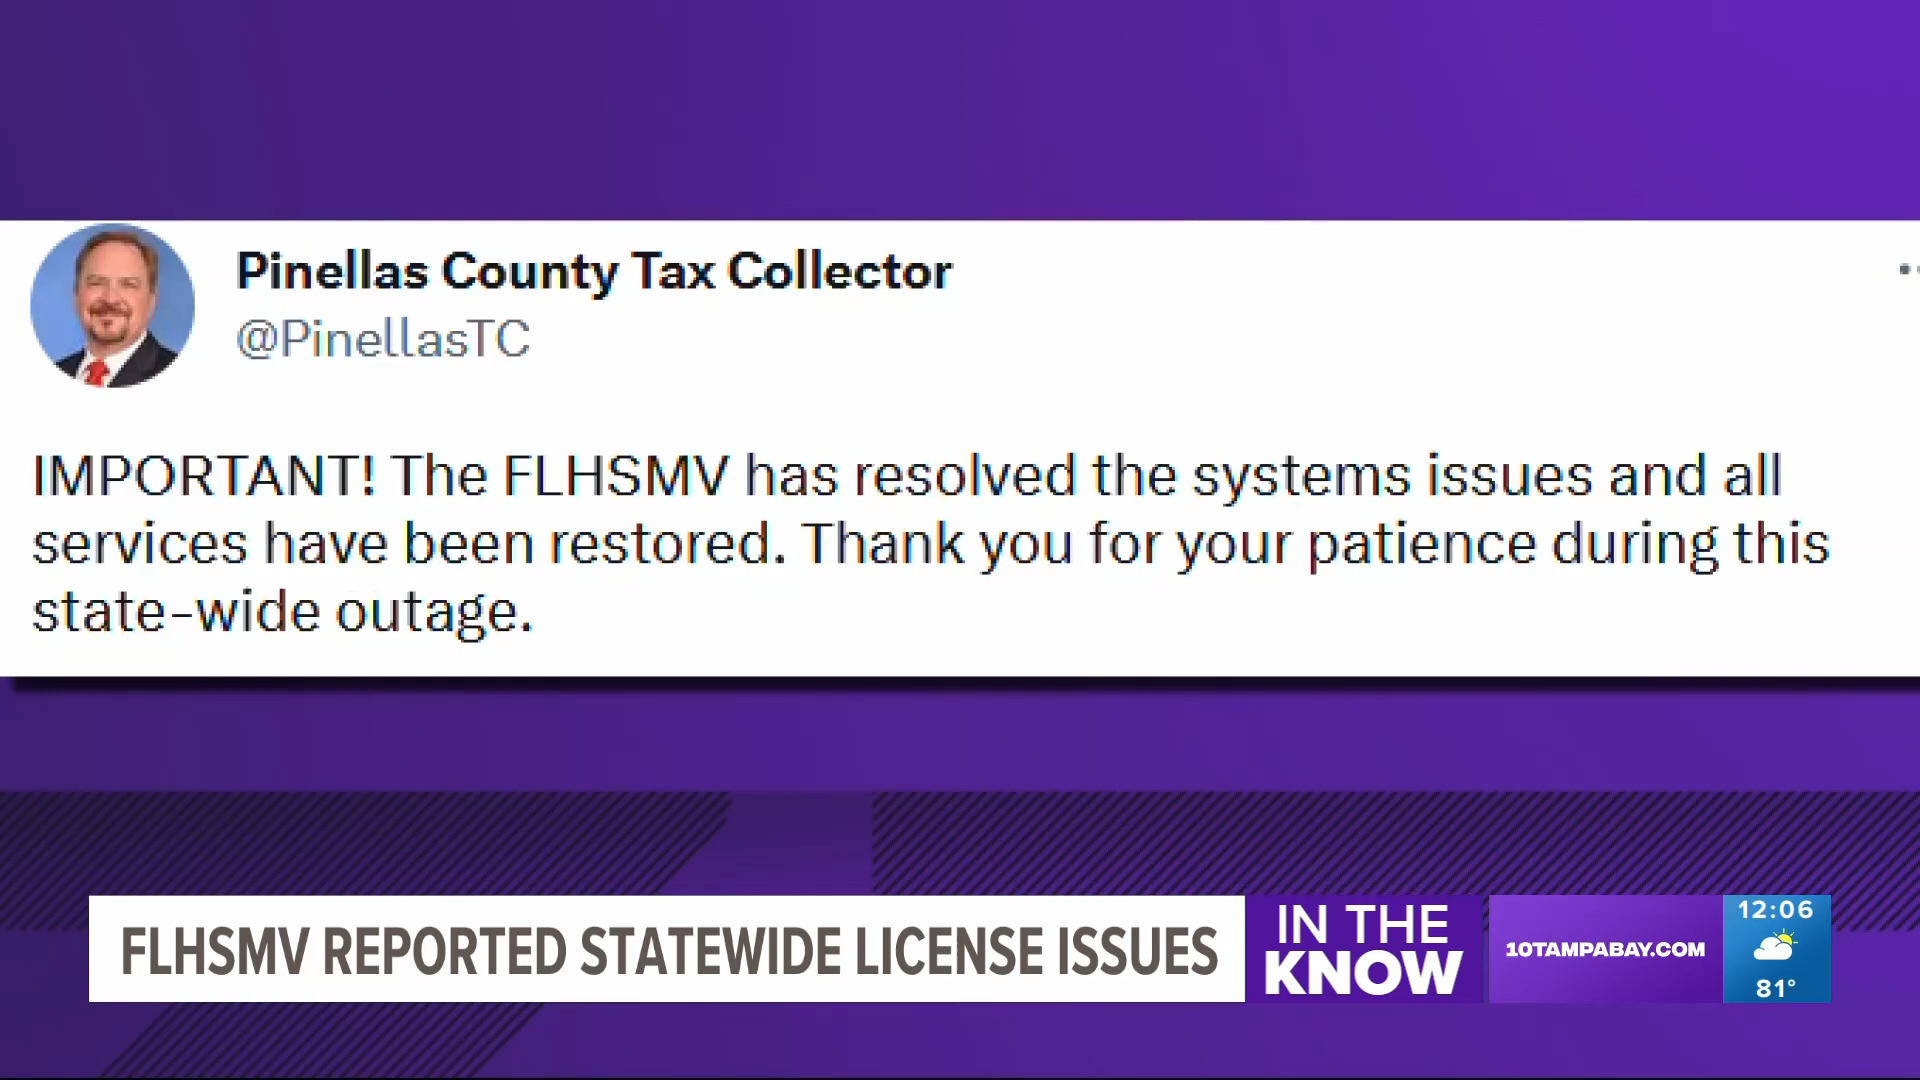 Pinellas County Tax Collector
@PinellasTC
IMPORTANT! The FLHSMV has resolved the systems issues and all
services have been restored. Thank you for your patience during this
state-wide outage.
FLHSMV REPORTED STATEWIDE LICENSE ISSUES
IN THE
KNOW
10TAMPABAY.COM
12:06
81°